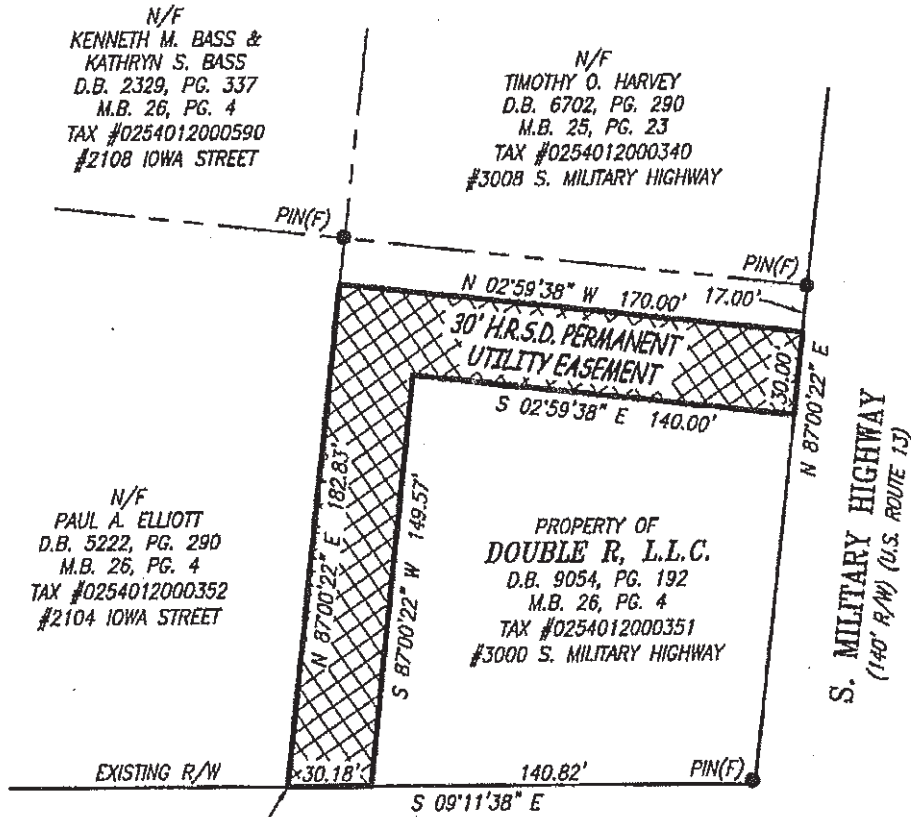 N/F
KENNETH M. BASS &
KATHRYN S. BASS
D.B. 2329, PG. 337
M.B. 26, PG. 4
TAX #0254012000590
#2108 IOWA STREET
N/F
TIMOTHY O. HARVEY
D.B. 6702, PG. 290
M.B. 25, PG. 23
TAX #0254012000340
#3008 S. MILITARY HIGHWAY
PIN(F)
PIN(F)
N 02°59'38" W 170.00'
17.00'
30' H.R.S.D. PERMANENT
UTILITY EASEMENT
30.00'
S 02°59'38" E 140.00'
N 87°00'22" E
S. MILITARY HIGHWAY
(140' R/W) (U.S. ROUTE 13)
N 87°00'22" E 182.83'
S 87°00'22" W 149.57'
N/F
PAUL A. ELLIOTT
D.B. 5222, PG. 290
M.B. 26, PG. 4
TAX #0254012000352
#2104 IOWA STREET
PROPERTY OF
DOUBLE R, L.L.C.
D.B. 9054, PG. 192
M.B. 26, PG. 4
TAX #0254012000351
#3000 S. MILITARY HIGHWAY
EXISTING R/W
30.18'
140.82'
PIN(F)
S 09°11'38" E